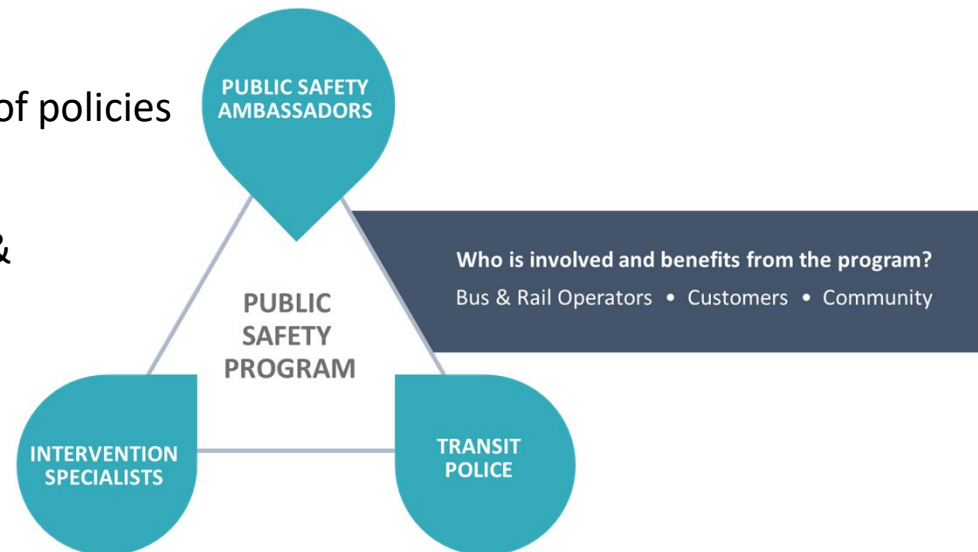 of policies
&
PUBLIC SAFETY
AMBASSADORS
Who is involved and benefits from the program?
Bus & Rail Operators • Customers • Community
PUBLIC
SAFETY
PROGRAM
INTERVENTION
SPECIALISTS
TRANSIT
POLICE